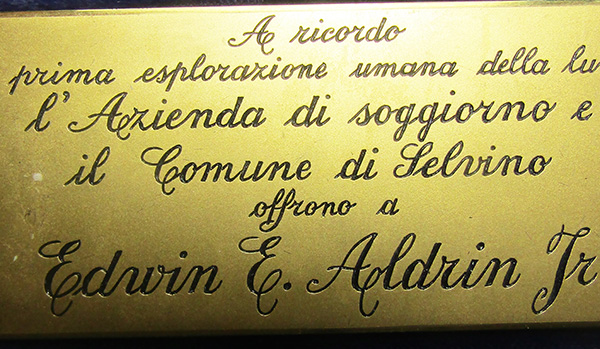 A ricordo
prima esplorazione umana della lu
l'Azienda di soggiorno e
il Comune di Selvino
offrono a
Edwin E. Aldrin Jr